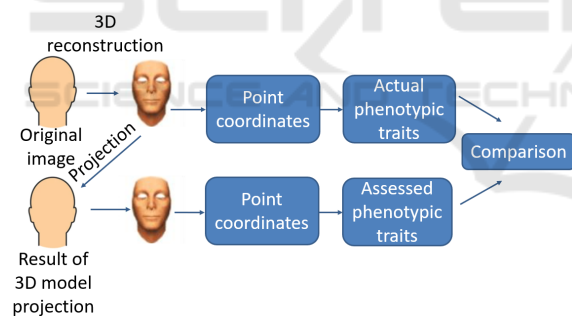 3D
reconstruction
Original
image
Projection
Point
coordinates
Actual
phenotypic
traits
Comparison
Point
coordinates
Assessed
phenotypic
traits
Result of
3D model
projection